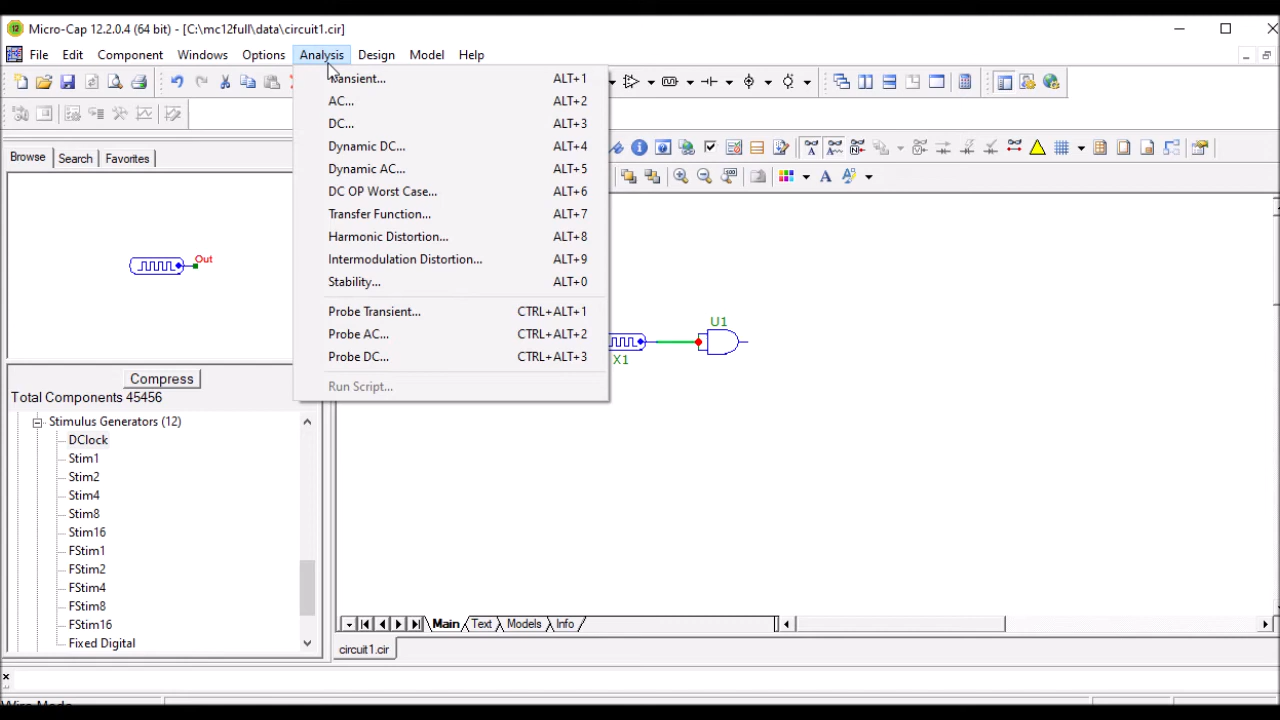 12
Micro-Cap 12.2.0.4 (64 bit) - [C:\mc12full\data\circuit1.cir]
File Edit Component Windows Options Analysis Design Model Help
Transient... ALT+1
AC... ALT+2
DC... ALT+3
Dynamic DC... ALT+4
Dynamic AC... ALT+5
DC OP Worst Case... ALT+6
Transfer Function... ALT+7
Harmonic Distortion... ALT+8
Intermodulation Distortion... ALT+9
Stability... ALT+0
Probe Transient... CTRL+ALT+1
Probe AC... CTRL+ALT+2
Probe DC... CTRL+ALT+3
Run Script...
Browse Search Favorites
Out
Compress
Total Components 45456
Stimulus Generators (12)
DClock
Stim1
Stim2
Stim4
Stim8
Stim16
FStim1
FStim2
FStim4
FStim8
FStim16
Fixed Digital
U1
X1
Main Text Models Info
circuit1.cir
Wire Mode